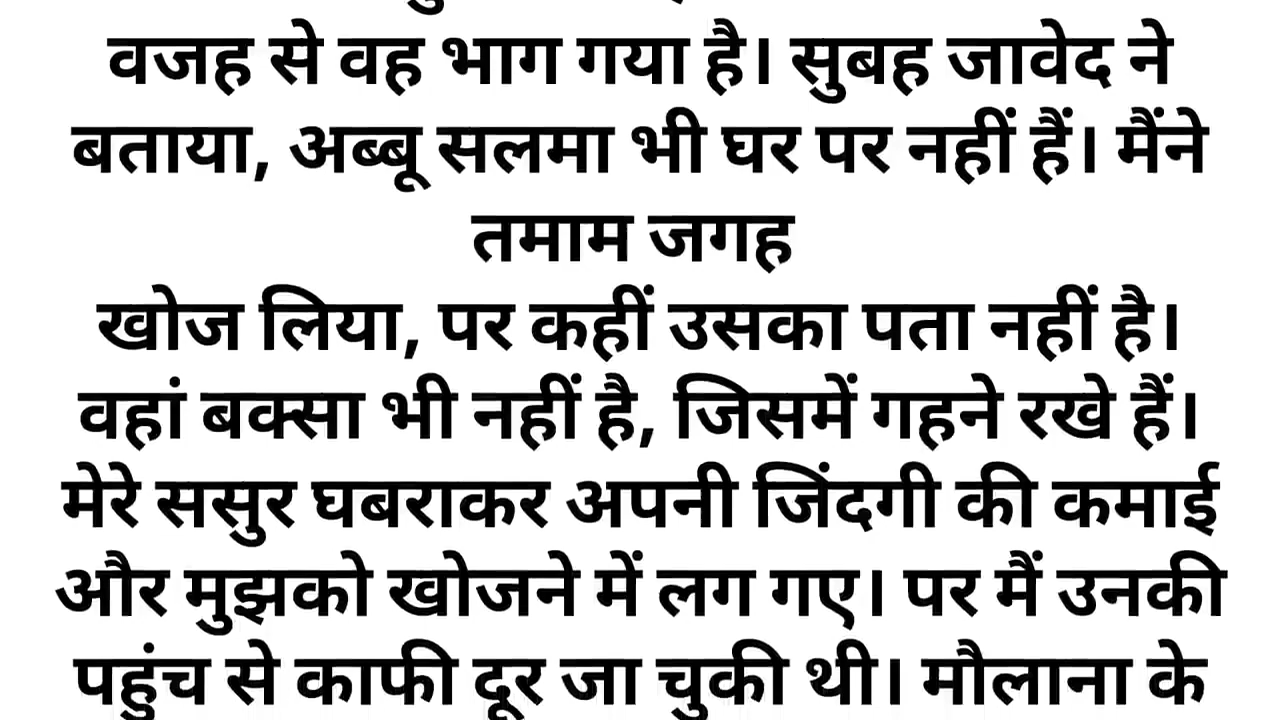 वजह से वह भाग गया है। सुबह जावेद ने
बताया, अब्बू सलमा भी घर पर नहीं हैं। मैंने
तमाम जगह
खोज लिया, पर कहीं उसका पता नहीं है।
वहां बक्सा भी नहीं है, जिसमें गहने रखे हैं।
मेरे ससुर घबराकर अपनी जिंदगी की कमाई
और मुझको खोजने में लग गए। पर मैं उनकी
पहुंच से काफी दूर जा चुकी थी। मौलाना के